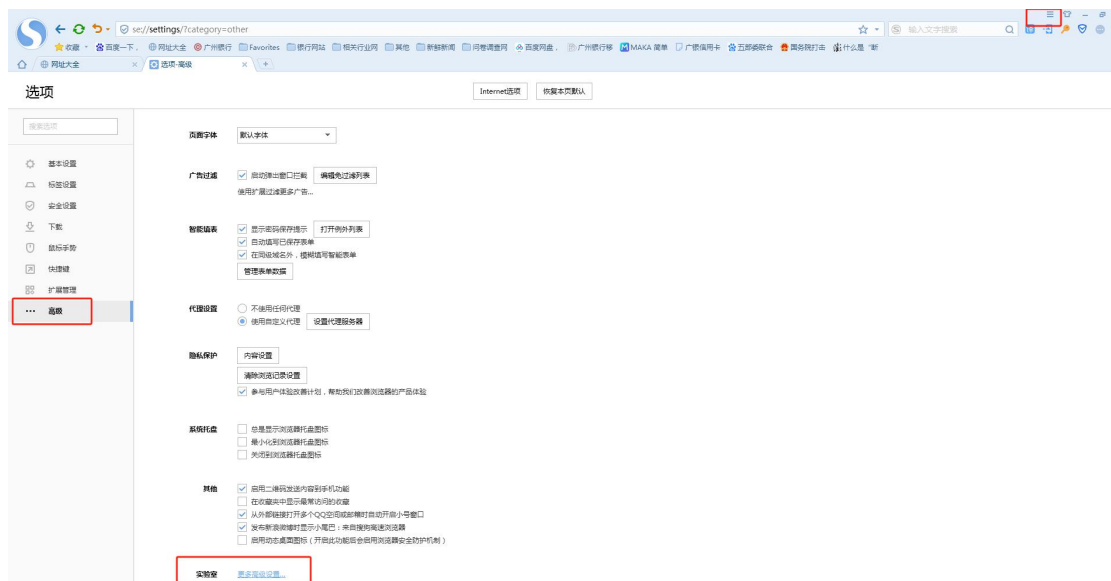 se://settings/?category=other
输入文字搜索
收藏
百度一下,
网址大全
广州银行
Favorites
银行网站
相关行业网
其他
新鲜新闻
问卷调查网
百度网盘,
广州银行移
MAKA 简单
广银信用卡
五部委联合
国务院打击
什么是“断
网址大全
选项-高级
选项
Internet选项
恢复本页默认
搜索选项
基本设置
标签设置
安全设置
下载
鼠标手势
快捷键
扩展管理
高级
页面字体 默认字体
广告过滤 启动弹出窗口拦截 编辑免过滤列表
使用扩展过滤更多广告...
智能填表 显示密码保存提示 打开例外列表
自动填写已保存表单
在同级域名外,模糊填写智能表单
管理表单数据
代理设置 不使用任何代理
使用自定义代理 设置代理服务器
隐私保护 内容设置
清除浏览记录设置
参与用户体验改善计划,帮助我们改善浏览器的产品体验
系统托盘 总是显示浏览器托盘图标
最小化到浏览器托盘图标
关闭到浏览器托盘图标
其他 启用二维码发送内容到手机功能
在收藏夹中显示最常访问的收藏
从外部链接打开多个QQ空间或邮箱时自动开启小号窗口
发布新浪微博时显示小尾巴:来自搜狗高速浏览器
启用动态桌面图标(开启此功能后会启用浏览器安全防护机制)
实验室 更多高级设置...